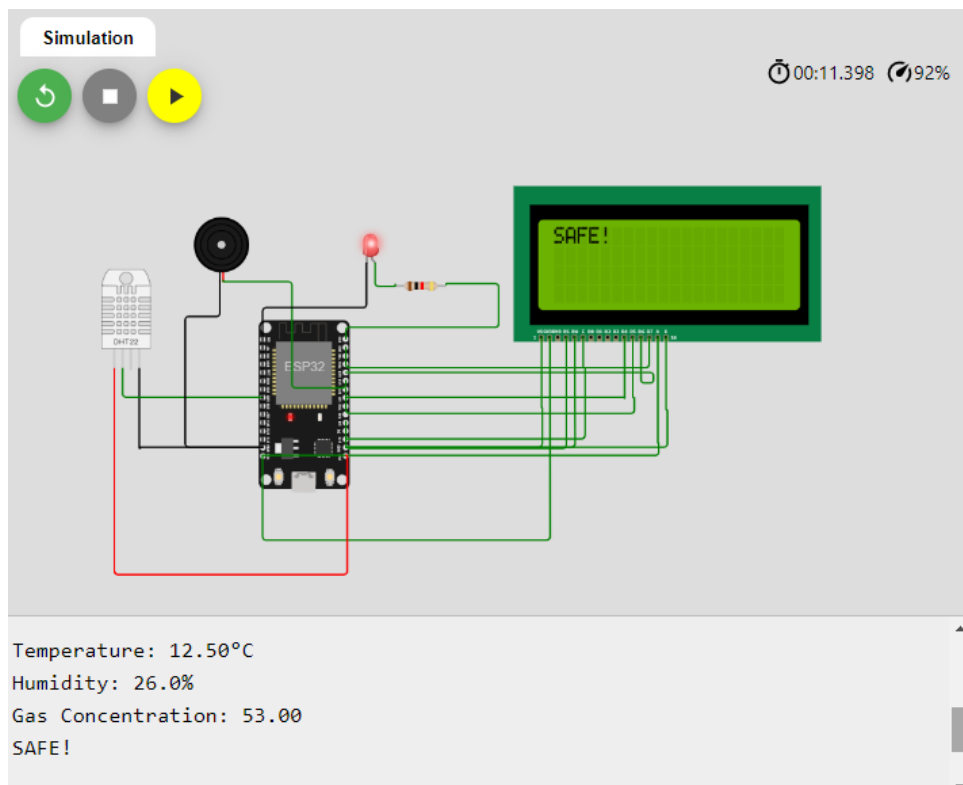 Simulation
00:11.398 92%
SAFE!
DHT22
ESP32
Temperature: 12.50°C
Humidity: 26.0%
Gas Concentration: 53.00
SAFE!